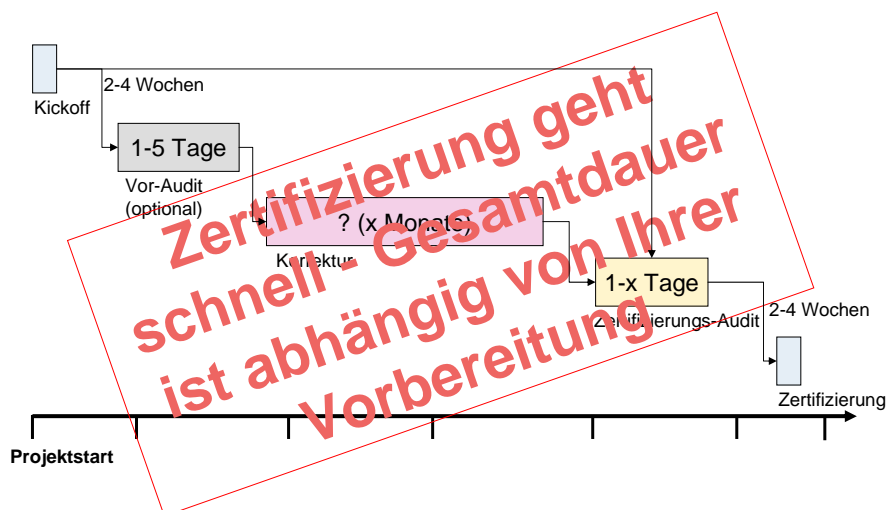 2-4 Wochen
Kickoff
1-5 Tage
Vor-Audit
(optional)
? (x Monate)
Korrektur
1-x Tage
Zertifizierungs-Audit
2-4 Wochen
Zertifizierung
Projektstart
Zertifizierung geht
schnell - Gesamtdauer
ist abhängig von Ihrer
Vorbereitung